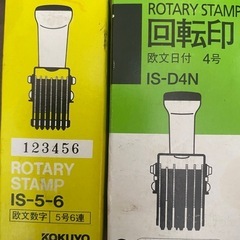 123456
ROTARY
STAMP
IS-5-6
欧文数字 5号6連
KOKUYO
ROTARY STAMP
回転印
欧文日付 4号
IS-D4N